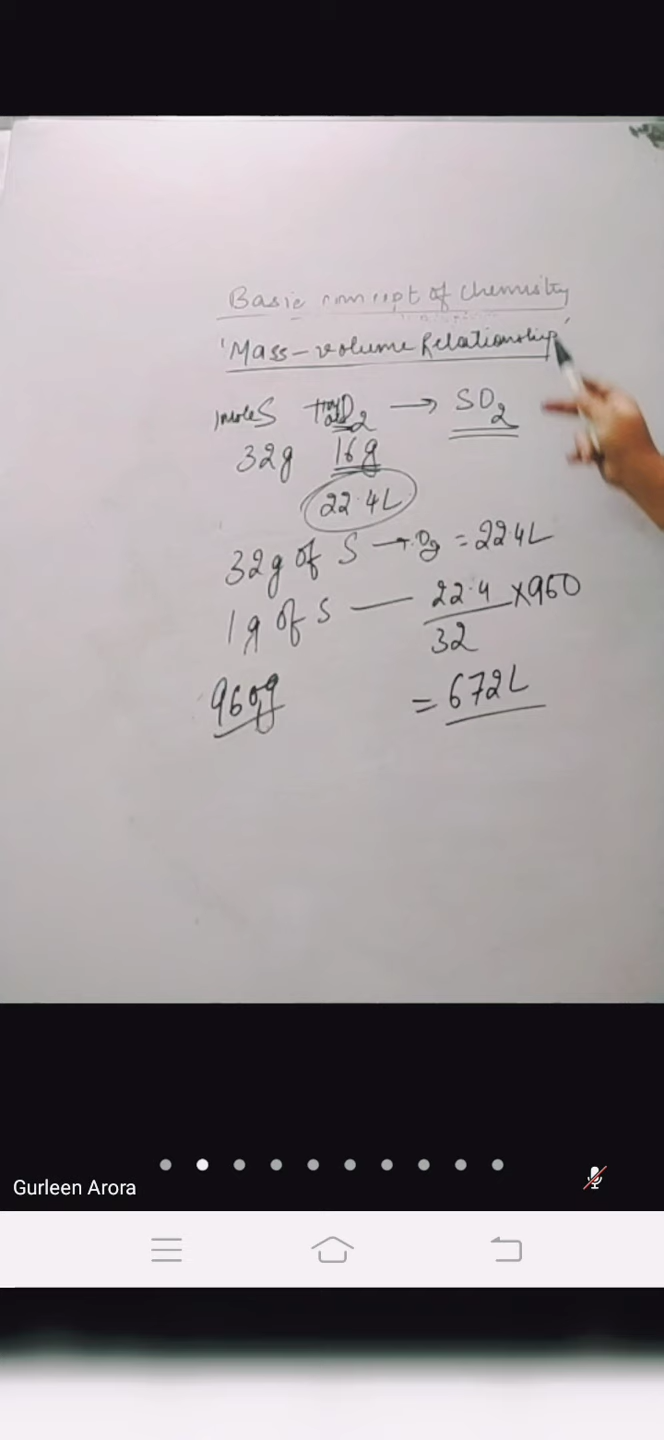 Basic concept of Chemistry
'Mass-volume Relationship'
1mole S O2 → SO2
32g 16g
22.4L
32g of S → O2 = 22.4L
1g of S — 22.4 ×960
32
960g = 672L
Gurleen Arora